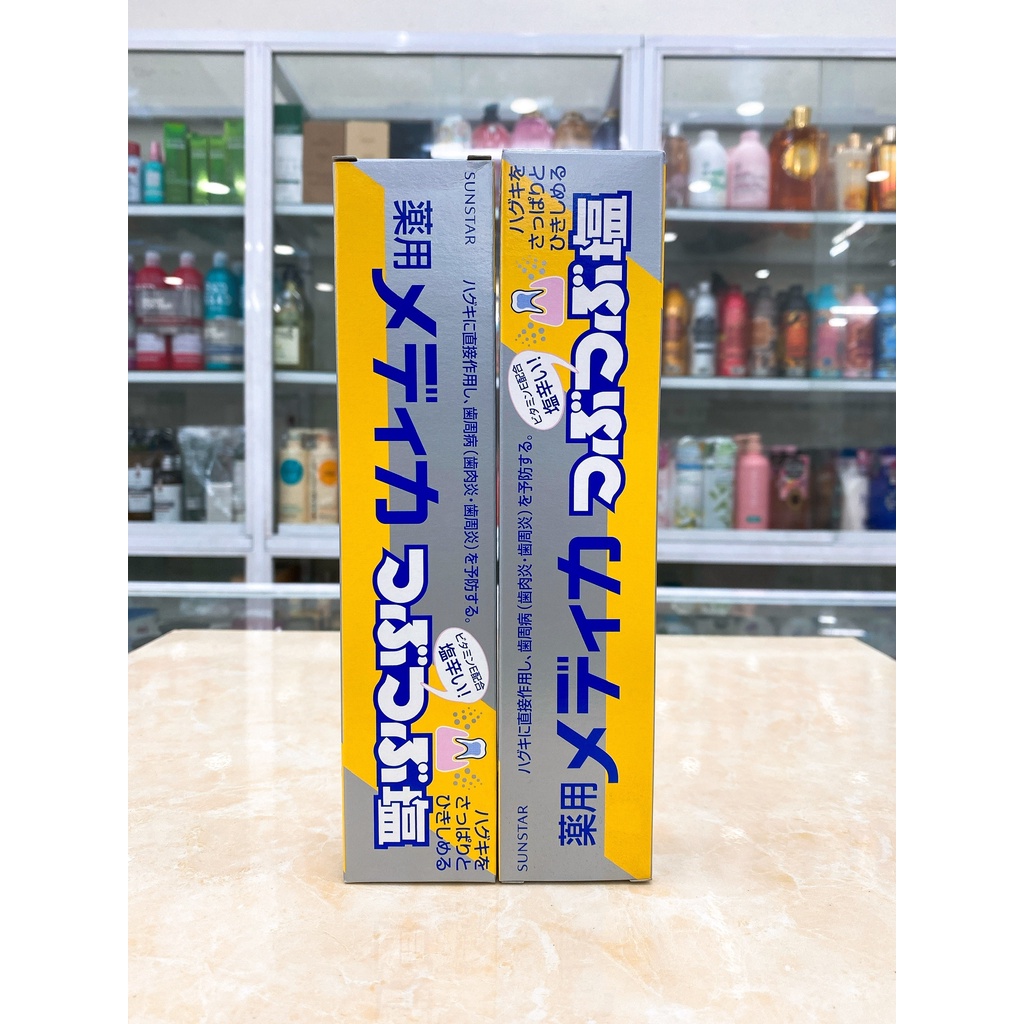 SUNSTAR
薬用
メディカ
つぶつぶ塩
ハグキに直接作用し、歯周病(歯肉炎・歯周炎)を予防する。
ビタミンE配合
塩辛い!
ハグキを
さっぱりと
ひきしめる
SUNSTAR
薬用
メディカ
つぶつぶ塩
ハグキに直接作用し、歯周病(歯肉炎・歯周炎)を予防する。
ビタミンE配合
塩辛い!
ハグキを
さっぱりと
ひきしめる